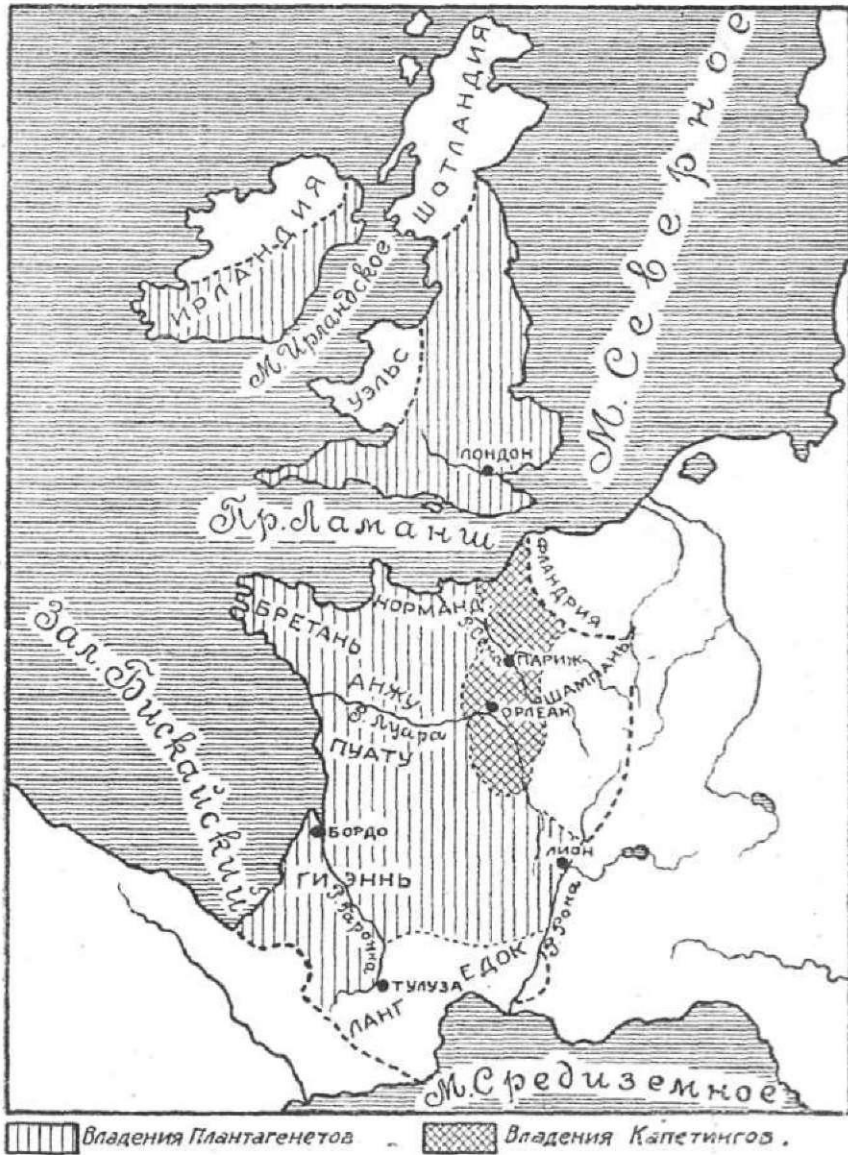 ШОТЛАНДИЯ
М. Северное
ИРЛАНДИЯ
М. Ирландское
УЭЛЬС
ЛОНДОН
Пр. Ламанш
ФЛАНДРИЯ
НОРМАНД
БРЕТАНЬ
Р. Сена
ПАРИЖ
ШАМПАНЬ
Зал. Бискайский
АНЖУ
ОРЛЕАН
Р. Луара
ПУАТУ
БОРДО
ЛИОН
ГИЭННЬ
Р. Гаронна
Р. Рона
ЛАНГЕДОК
ТУЛУЗА
М. Средиземное
Владения Плантагенетов
Владения Капетингов.